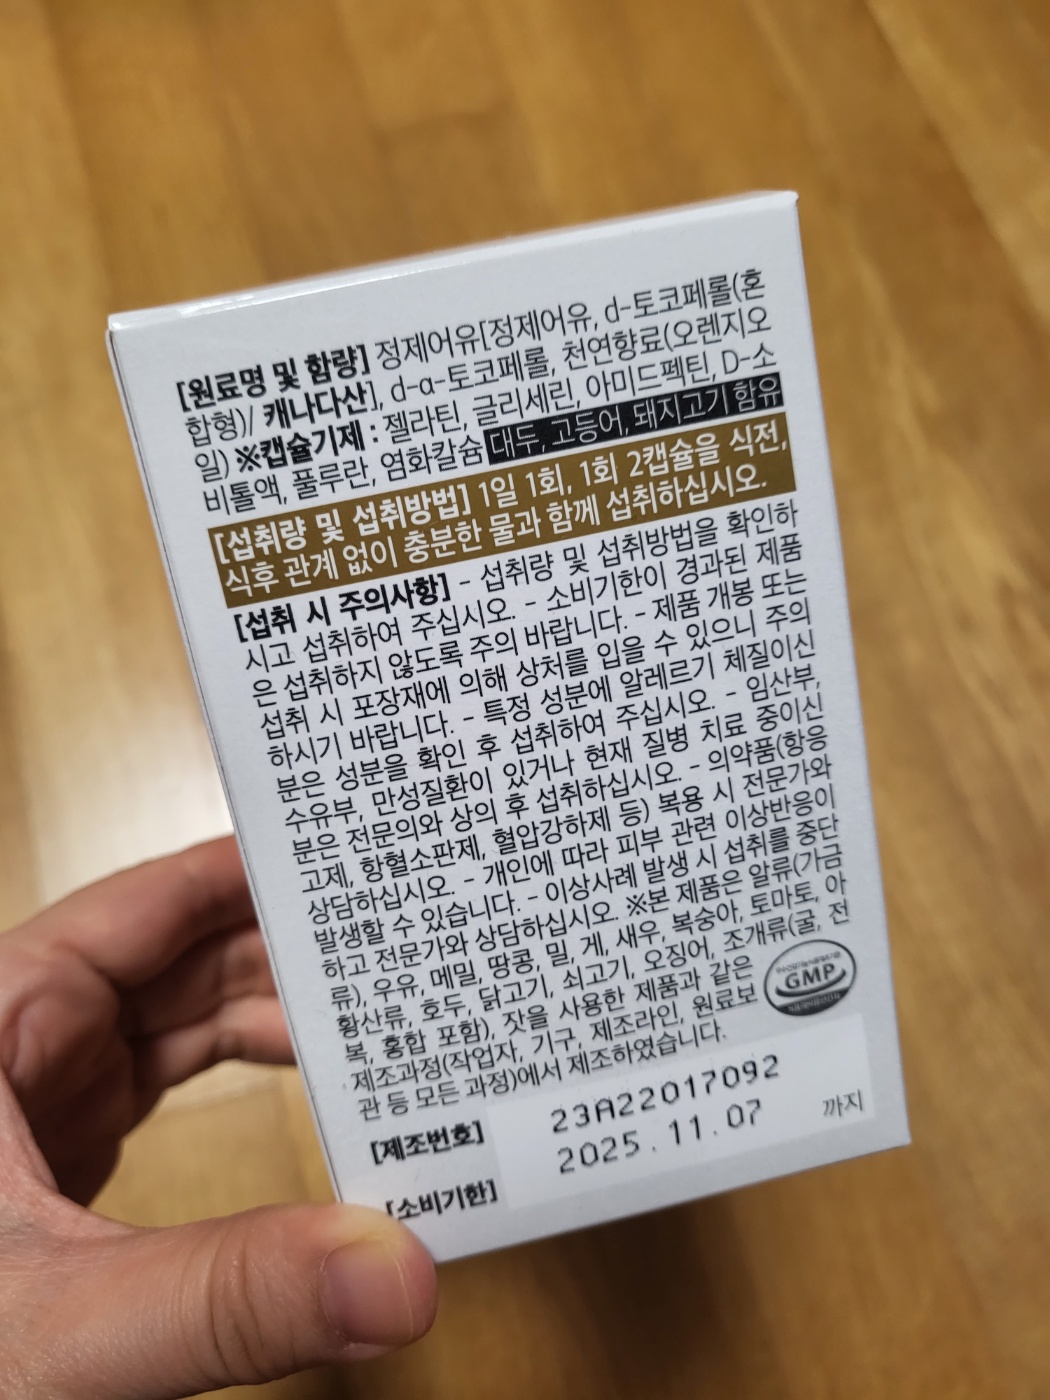 [원료명 및 함량] 정제어유[정제어유, d-토코페롤(혼
합형)/ 캐나다산], d-α-토코페롤, 천연향료(오렌지오
일) ※캡슐기제 : 젤라틴, 글리세린, 아미드펙틴, D-소
비톨액, 풀루란, 염화칼슘 대두, 고등어, 돼지고기 함유
[섭취량 및 섭취방법] 1일 1회, 1회 2캡슐을 식전,
식후 관계 없이 충분한 물과 함께 섭취하십시오.
[섭취 시 주의사항] - 섭취량 및 섭취방법을 확인하
시고 섭취하여 주십시오. - 소비기한이 경과된 제품
은 섭취하지 않도록 주의 바랍니다. - 제품 개봉 또는
섭취 시 포장재에 의해 상처를 입을 수 있으니 주의
하시기 바랍니다. - 특정 성분에 알레르기 체질이신
분은 성분을 확인 후 섭취하여 주십시오. - 임산부,
수유부, 만성질환이 있거나 현재 질병 치료 중이신
분은 전문의와 상의 후 섭취하십시오. - 의약품(항응
고제, 항혈소판제, 혈압강하제 등) 복용 시 전문가와
상담하십시오. - 개인에 따라 피부 관련 이상반응이
발생할 수 있습니다. - 이상사례 발생 시 섭취를 중단
하고 전문가와 상담하십시오. ※본 제품은 알류(가금
류), 우유, 메밀, 땅콩, 밀, 게, 새우, 복숭아, 토마토, 아
황산류, 호두, 닭고기, 쇠고기, 오징어, 조개류(굴, 전
복, 홍합 포함), 잣을 사용한 제품과 같은
제조과정(작업자, 기구, 제조라인, 원료보
관 등 모든 과정)에서 제조하였습니다.
GMP
[제조번호] 23A22017092
[소비기한] 2025.11.07 까지